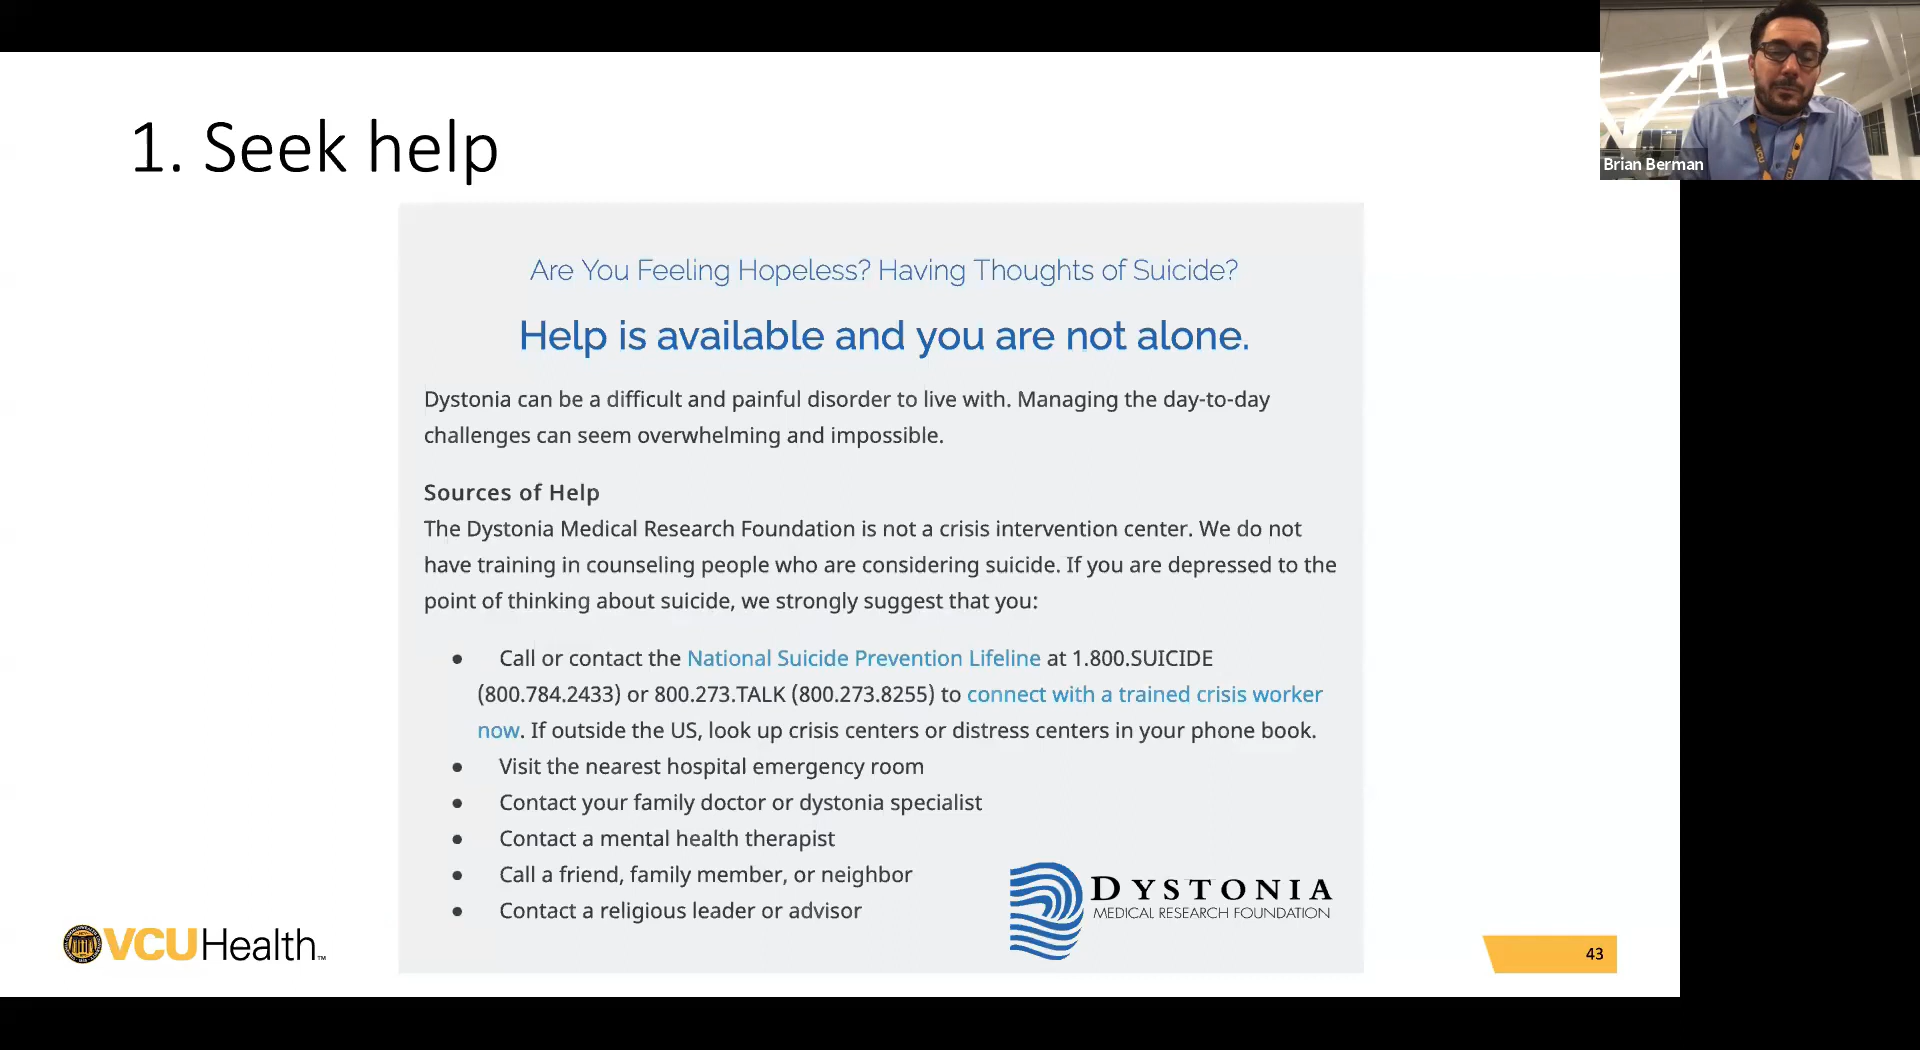 1. Seek help
Brian Berman
Are You Feeling Hopeless? Having Thoughts of Suicide?
Help is available and you are not alone.
Dystonia can be a difficult and painful disorder to live with. Managing the day-to-day
challenges can seem overwhelming and impossible.
Sources of Help
The Dystonia Medical Research Foundation is not a crisis intervention center. We do not
have training in counseling people who are considering suicide. If you are depressed to the
point of thinking about suicide, we strongly suggest that you:
● Call or contact the National Suicide Prevention Lifeline at 1.800.SUICIDE
(800.784.2433) or 800.273.TALK (800.273.8255) to connect with a trained crisis worker
now. If outside the US, look up crisis centers or distress centers in your phone book.
● Visit the nearest hospital emergency room
● Contact your family doctor or dystonia specialist
● Contact a mental health therapist
● Call a friend, family member, or neighbor
● Contact a religious leader or advisor
DYSTONIA
MEDICAL RESEARCH FOUNDATION
VCUHealth™
43